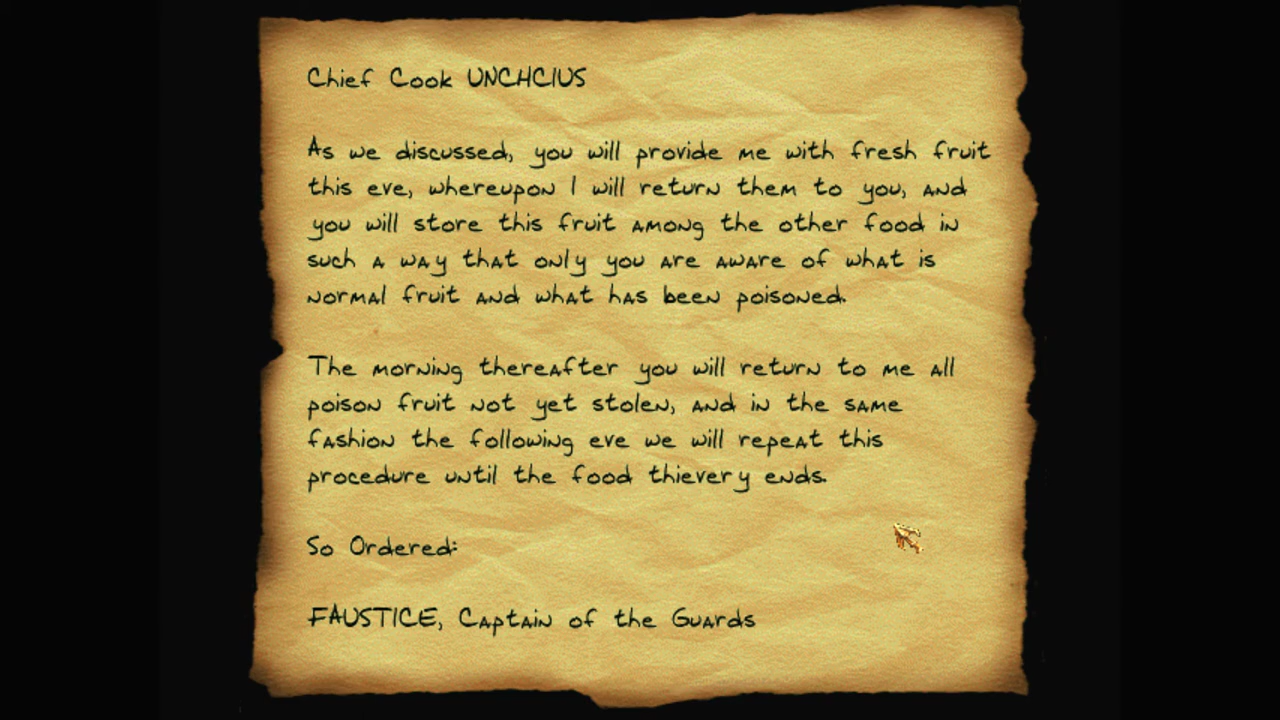 Chief Cook UNCHCIUS
As we discussed, you will provide me with fresh fruit
this eve, whereupon I will return them to you, and
you will store this fruit among the other food in
such a way that only you are aware of what is
normal fruit and what has been poisoned.
The morning thereafter you will return to me all
poison fruit not yet stolen, and in the same
fashion the following eve we will repeat this
procedure until the food thievery ends.
So Ordered:
FAUSTICE, Captain of the Guards